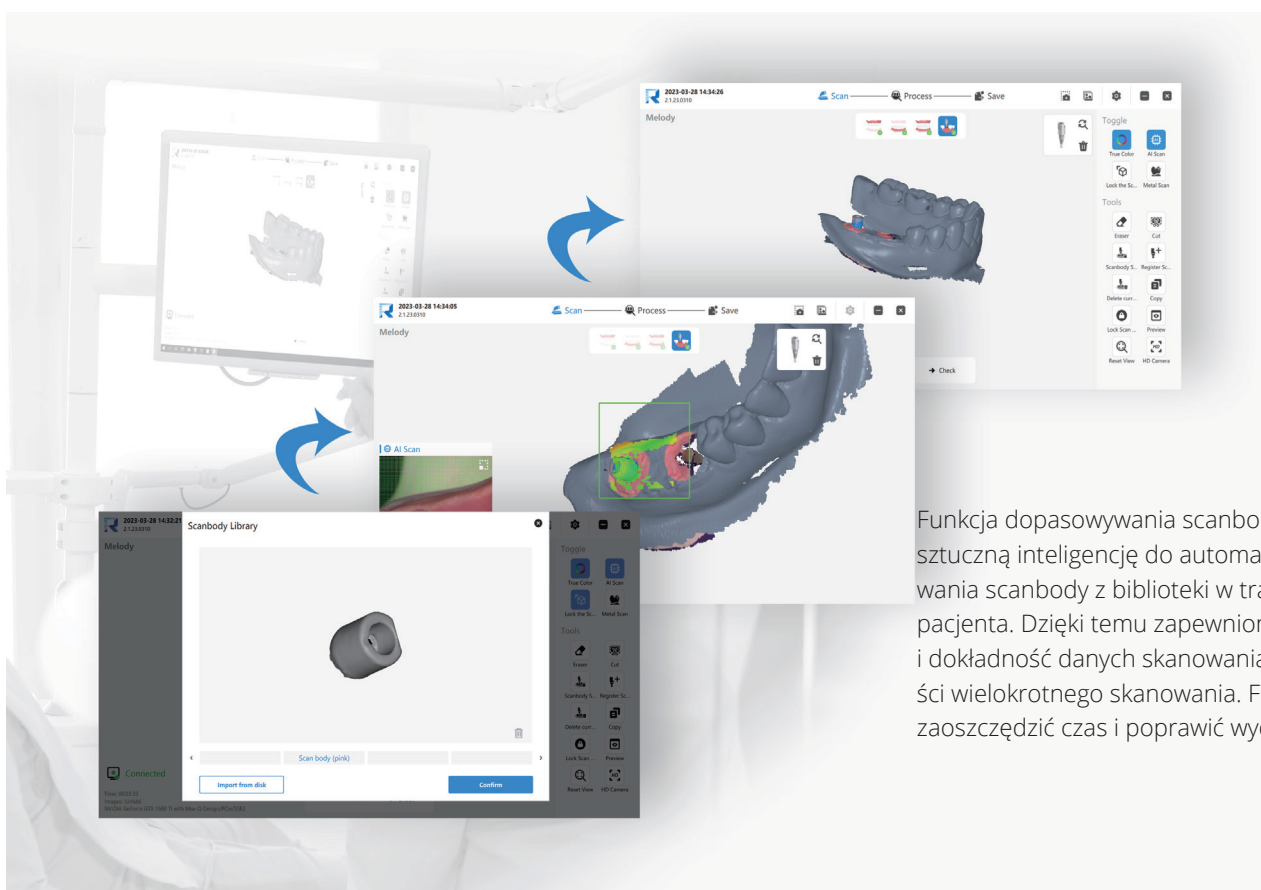 2023-03-28 14:34:26
2.1.23.0310
Scan
Process
Save
Melody
Toggle
True Color
AI Scan
Lock the Sc...
Metal Scan
Tools
Eraser
Cut
Scanbody S...
Register Sc...
Delete curr...
Copy
Lock Scan ...
Preview
Reset View
HD Camera
Check
2023-03-28 14:34:05
2.1.23.0310
Scan
Process
Save
Melody
AI Scan
2023-03-28 14:32:21
2.1.23.0310
Melody
Scanbody Library
Scan body (pink)
Import from disk
Confirm
Connected
Toggle
True Color
AI Scan
Lock the Sc...
Metal Scan
Tools
Eraser
Cut
Scanbody S...
Register Sc...
Delete curr...
Copy
Lock Scan ...
Preview
Reset View
HD Camera
Funkcja dopasowywania scanbo
sztuczną inteligencję do automa
wania scanbody z biblioteki w tra
pacjenta. Dzięki temu zapewnion
i dokładność danych skanowania
ści wielokrotnego skanowania. F
zaoszczędzić czas i poprawić wyd